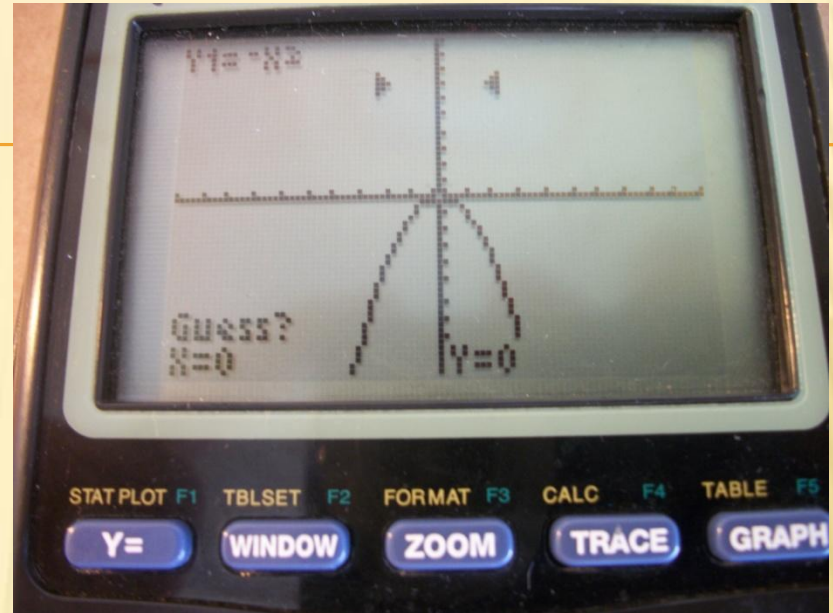 Y1=-X²
Guess?
X=0 Y=0
STAT PLOT F1 TBLSET F2 FORMAT F3 CALC F4 TABLE F5
Y= WINDOW ZOOM TRACE GRAPH